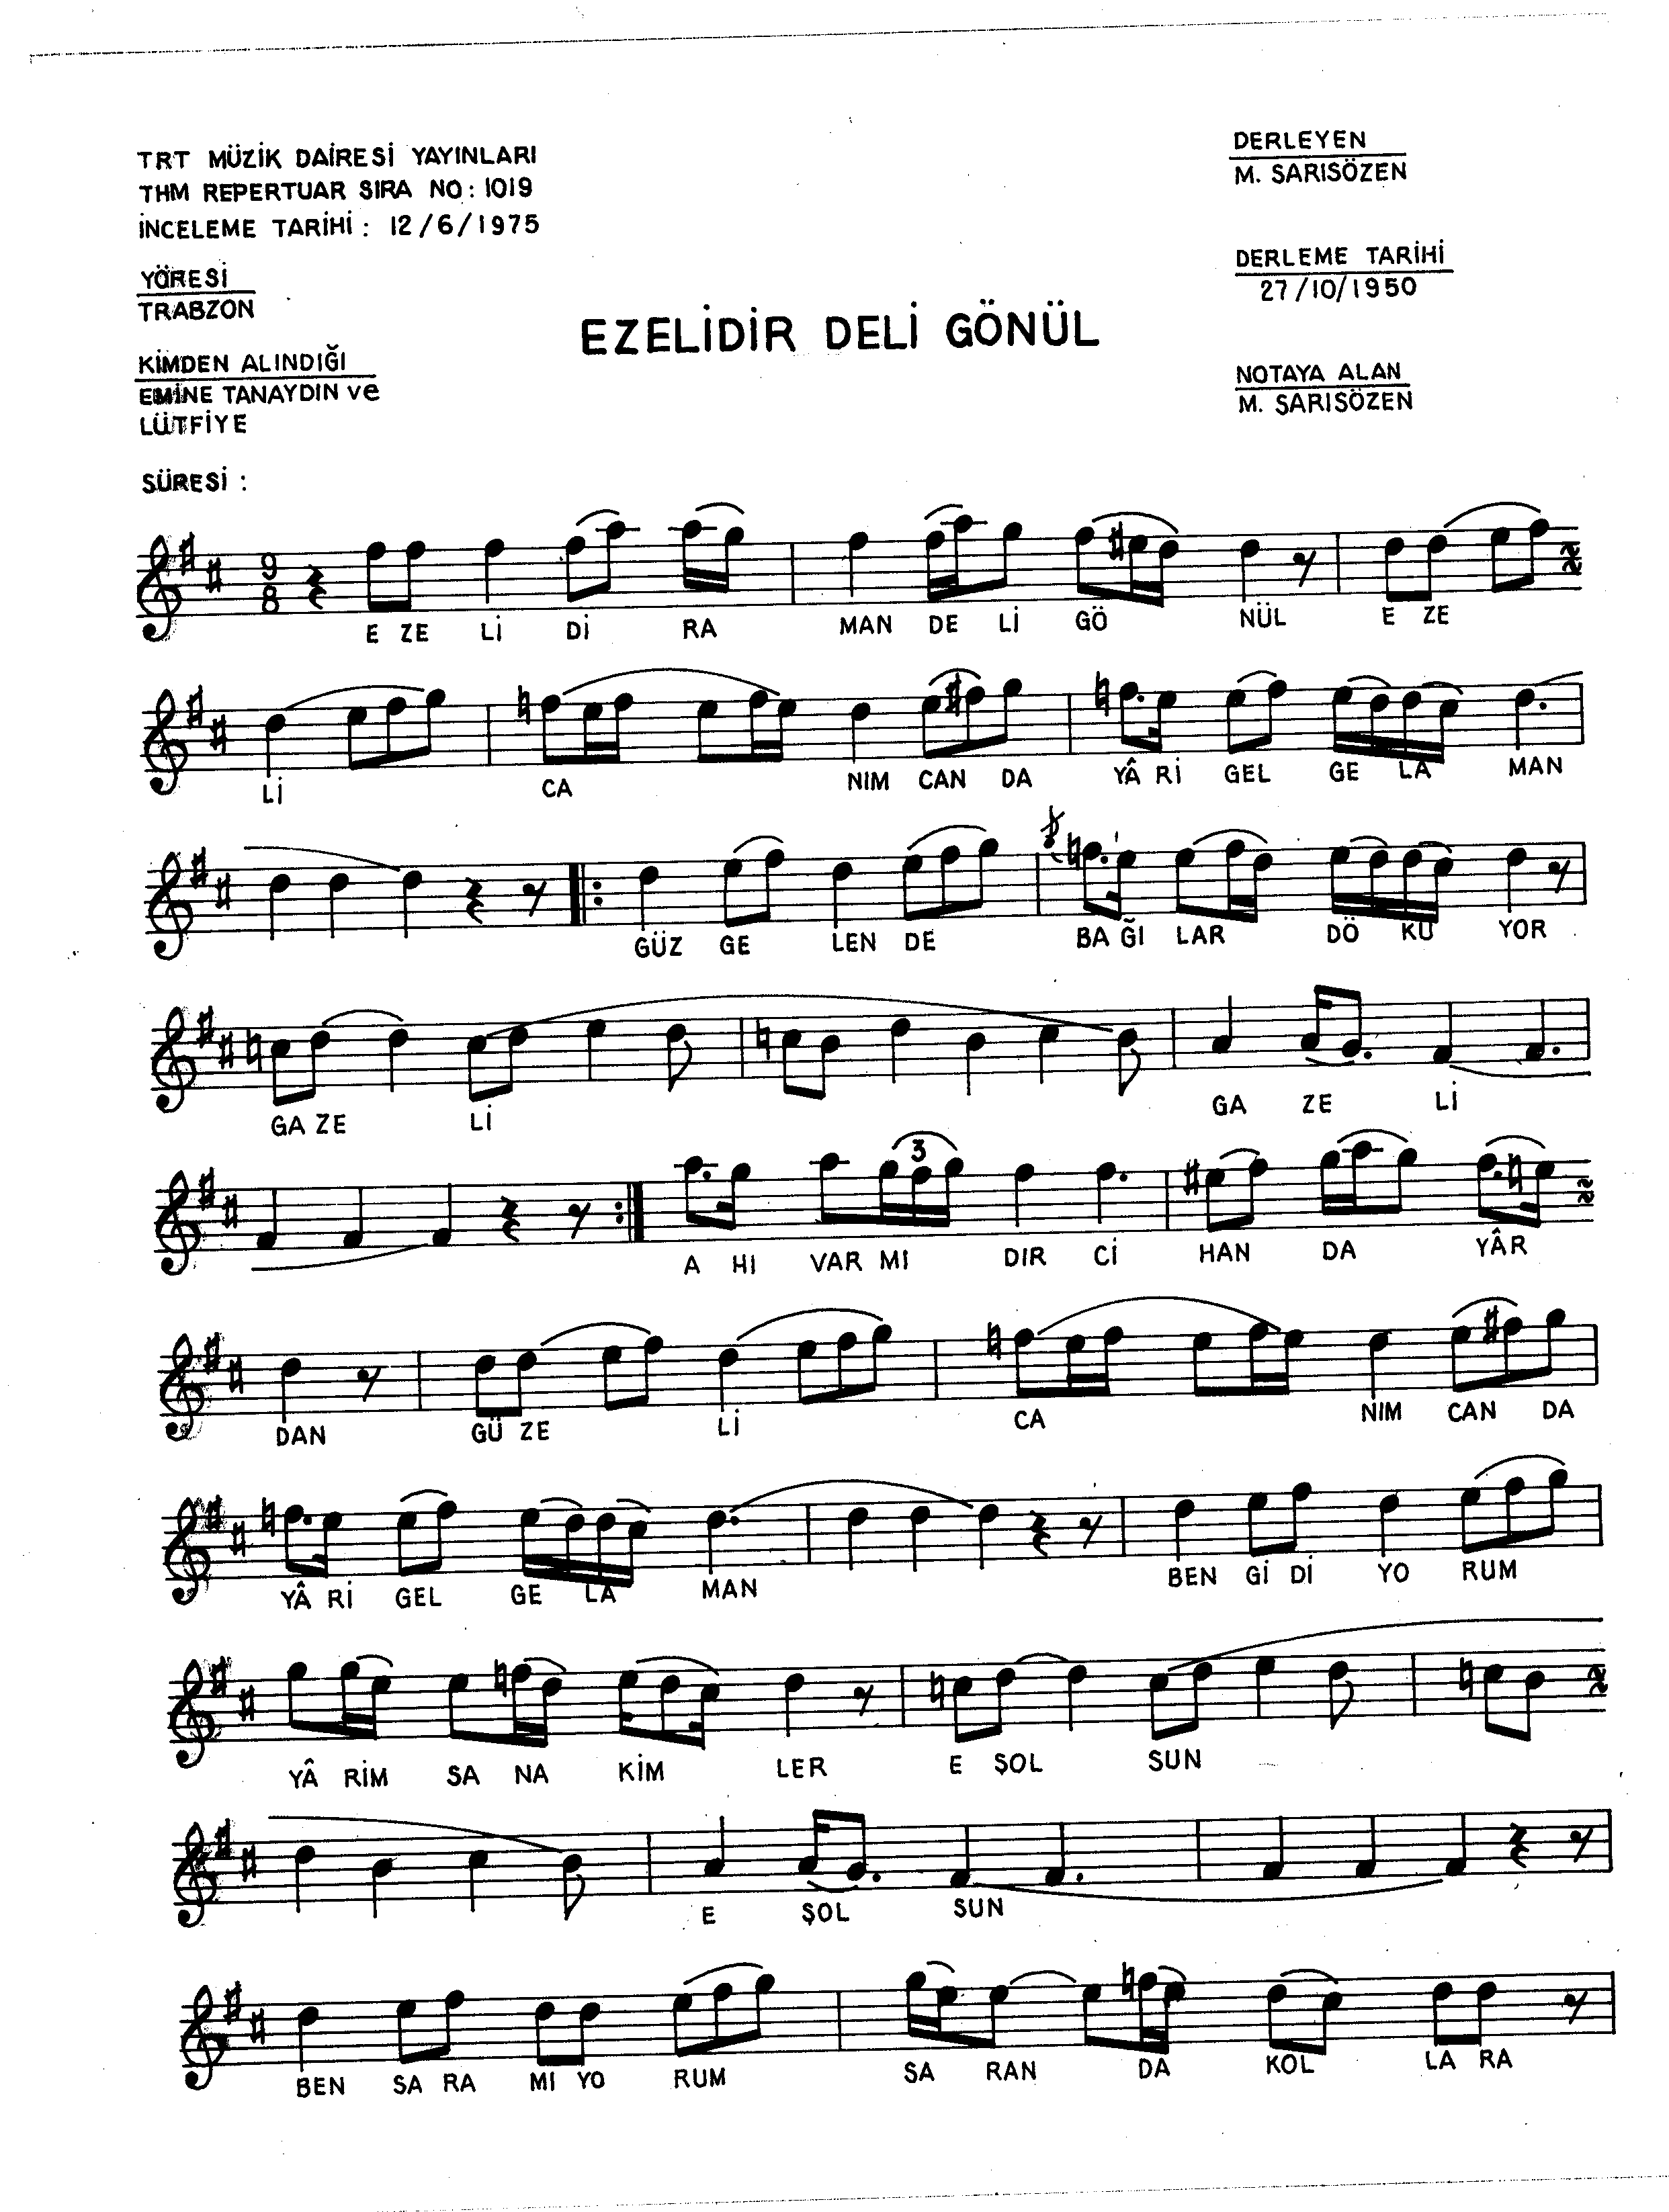 TRT MÜZİK DAİRESİ YAYINLARI
THM REPERTUAR SIRA NO: 1019
İNCELEME TARİHİ: 12/6/1975
YÖRESİ
TRABZON
KİMDEN ALINDIĞI
EMİNE TANAYDIN ve
LÜTFİYE
SÜRESİ :
DERLEYEN
M. SARISÖZEN
DERLEME TARİHİ
27/10/1950
NOTAYA ALAN
M. SARISÖZEN
EZELİDİR DELİ GÖNÜL
9
8
E ZE Lİ Dİ RA MAN DE Lİ GÖ NÜL E ZE
Lİ CA NIM CAN DA YÂ Rİ GEL GE LA MAN
GÜZ GE LEN DE BA ĞI LAR DÖ KÜ YOR
GA ZE Lİ GA ZE Lİ
3
A HI VAR MI DIR Cİ HAN DA YÂR
DAN GÜ ZE Lİ CA NIM CAN DA
YÂ Rİ GEL GE LA MAN BEN Gİ Dİ YO RUM
YÂ RİM SA NA KİM LER E ŞOL SUN
E ŞOL SUN
BEN SA RA MI YO RUM SA RAN DA KOL LA RA